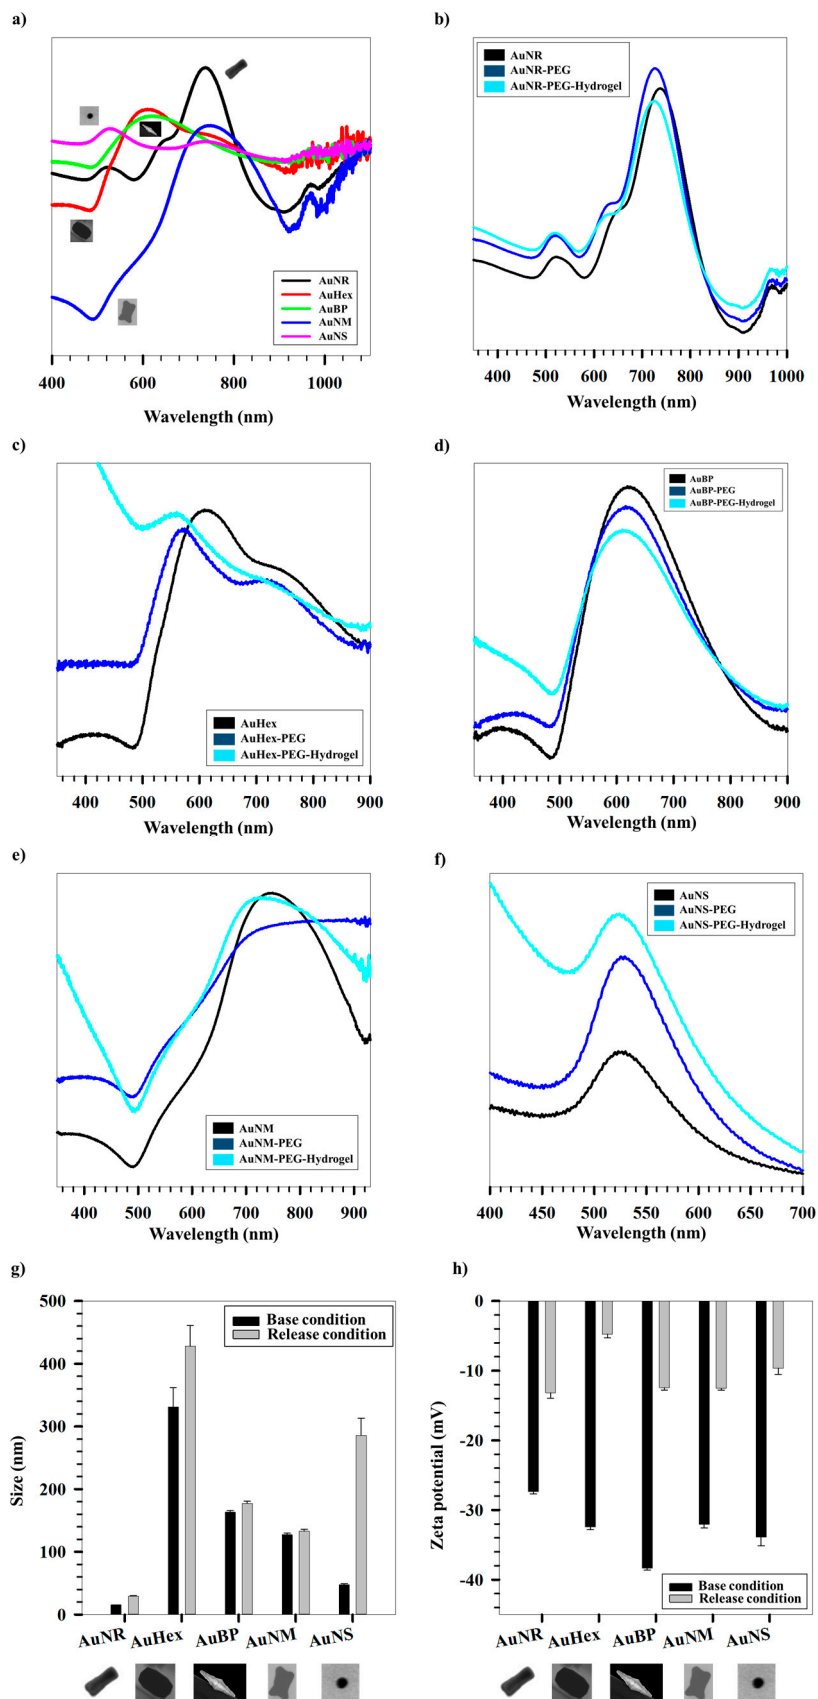 a)
AuNR
AuHex
AuBP
AuNM
AuNS
400 600 800 1000
Wavelength (nm)
b)
AuNR
AuNR-PEG
AuNR-PEG-Hydrogel
400 500 600 700 800 900 1000
Wavelength (nm)
c)
AuHex
AuHex-PEG
AuHex-PEG-Hydrogel
400 500 600 700 800 900
Wavelength (nm)
d)
AuBP
AuBP-PEG
AuBP-PEG-Hydrogel
400 500 600 700 800 900
Wavelength (nm)
e)
AuNM
AuNM-PEG
AuNM-PEG-Hydrogel
400 500 600 700 800 900
Wavelength (nm)
f)
AuNS
AuNS-PEG
AuNS-PEG-Hydrogel
400 450 500 550 600 650 700
Wavelength (nm)
g)
Base condition
Release condition
500
400
300
200
100
0
Size (nm)
AuNR AuHex AuBP AuNM AuNS
h)
0
-10
-20
-30
-40
Zeta potential (mV)
Base condition
Release condition
AuNR AuHex AuBP AuNM AuNS